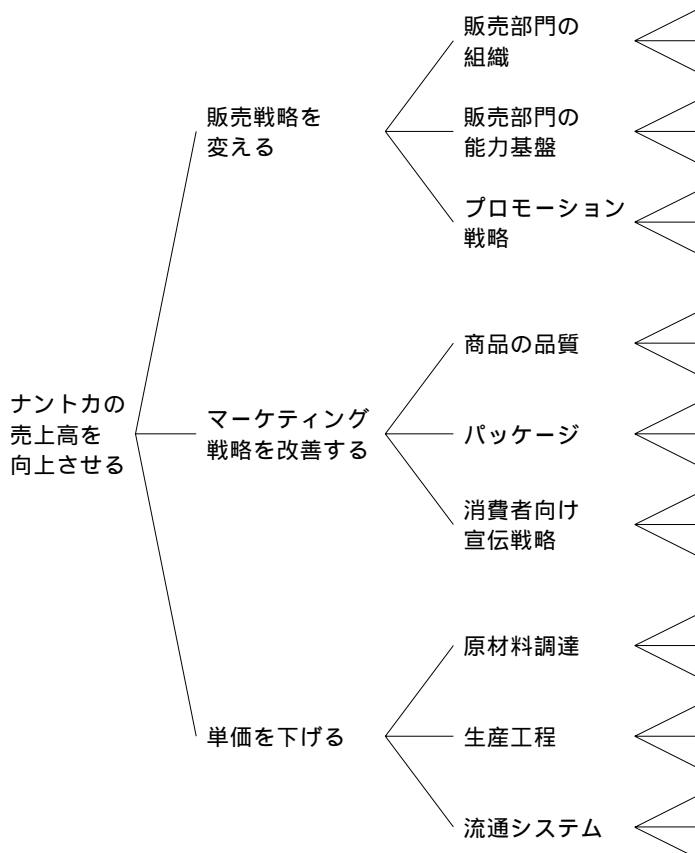 ナントカの
売上高を
向上させる
販売戦略を
変える
販売部門の
組織
販売部門の
能力基盤
プロモーション
戦略
マーケティング
戦略を改善する
商品の品質
パッケージ
消費者向け
宣伝戦略
単価を下げる
原材料調達
生産工程
流通システム